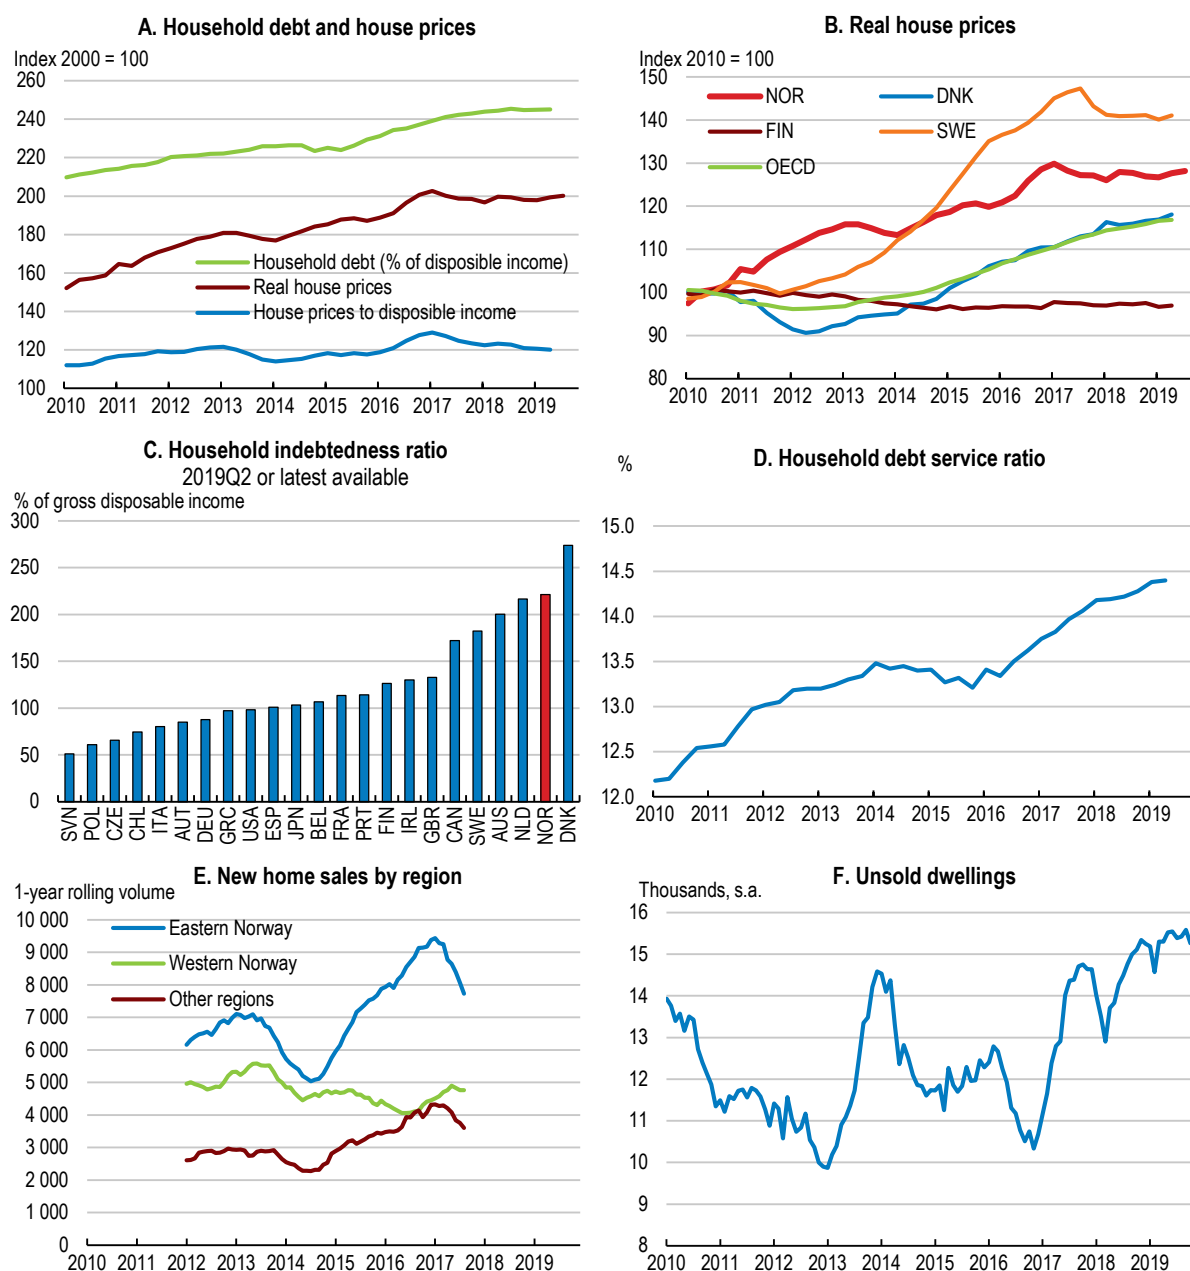 A. Household debt and house prices
Index 2000 = 100
260
240
220
200
180
160
140
120
100
Household debt (% of disposible income)
Real house prices
House prices to disposible income
2010 2011 2012 2013 2014 2015 2016 2017 2018 2019
B. Real house prices
Index 2010 = 100
150
140
130
120
110
100
90
80
NOR DNK
FIN SWE
OECD
2010 2011 2012 2013 2014 2015 2016 2017 2018 2019
C. Household indebtedness ratio
2019Q2 or latest available
% of gross disposable income
300
250
200
150
100
50
0
SVN POL CZE CHL ITA AUT DEU GRC USA ESP JPN BEL FRA PRT FIN IRL GBR CAN SWE AUS NLD NOR DNK
D. Household debt service ratio
%
15.0
14.5
14.0
13.5
13.0
12.5
12.0
2010 2011 2012 2013 2014 2015 2016 2017 2018 2019
E. New home sales by region
1-year rolling volume
10 000
9 000
8 000
7 000
6 000
5 000
4 000
3 000
2 000
1 000
0
Eastern Norway
Western Norway
Other regions
2010 2011 2012 2013 2014 2015 2016 2017 2018 2019
F. Unsold dwellings
Thousands, s.a.
16
15
14
13
12
11
10
9
8
2010 2011 2012 2013 2014 2015 2016 2017 2018 2019